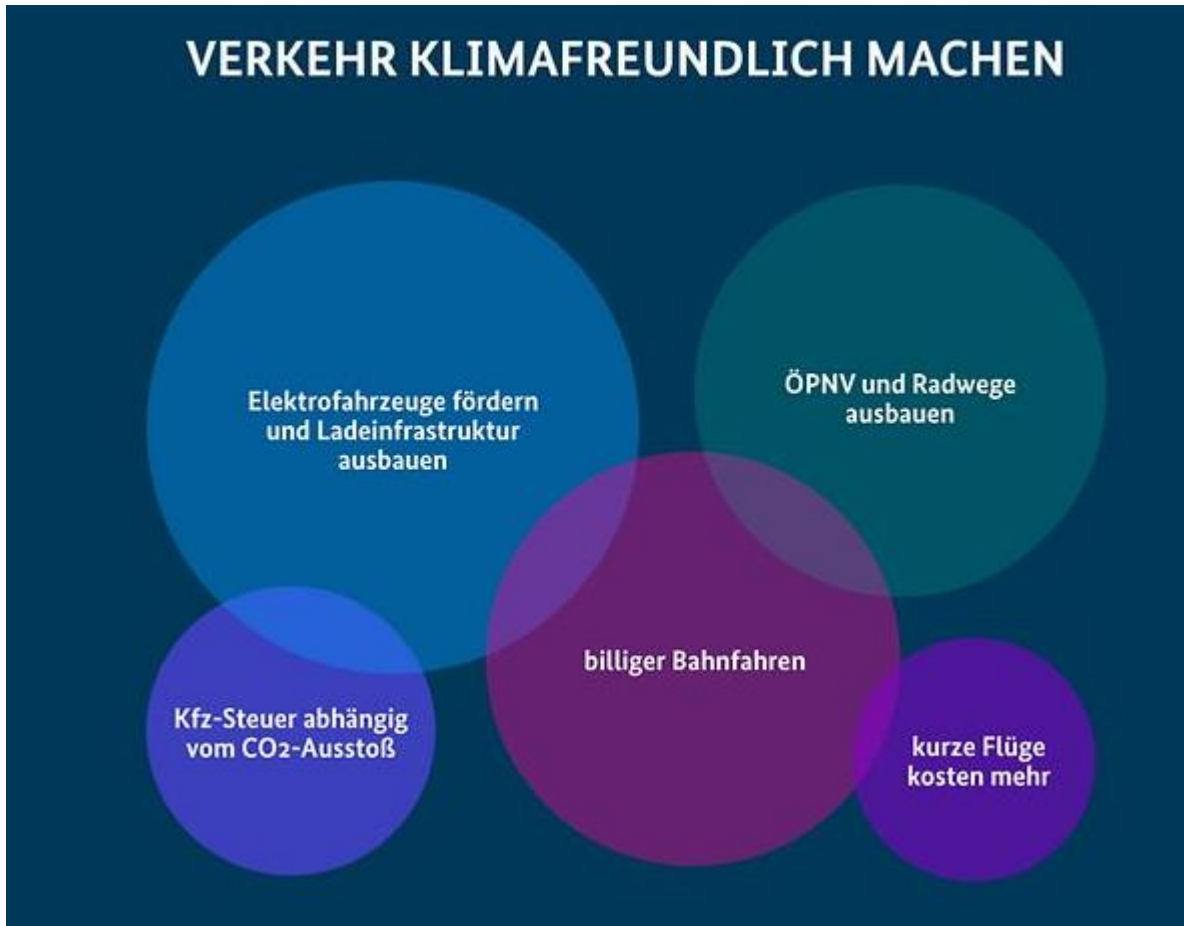 VERKEHR KLIMAFREUNDLICH MACHEN
Elektrofahrzeuge fördern
und Ladeinfrastruktur
ausbauen
ÖPNV und Radwege
ausbauen
billiger Bahnfahren
Kfz-Steuer abhängig
vom CO2-Ausstoß
kurze Flüge
kosten mehr